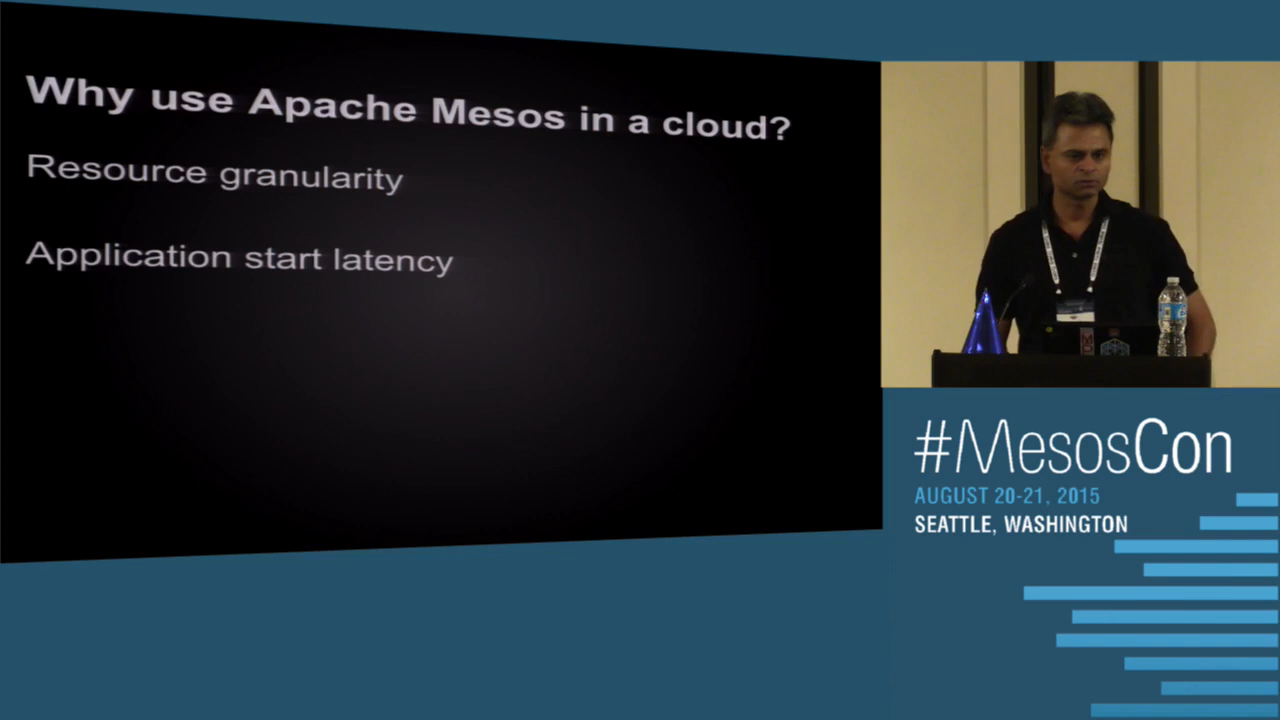 Why use Apache Mesos in a cloud?
Resource granularity
Application start latency
#MesosCon
AUGUST 20-21, 2015
SEATTLE, WASHINGTON